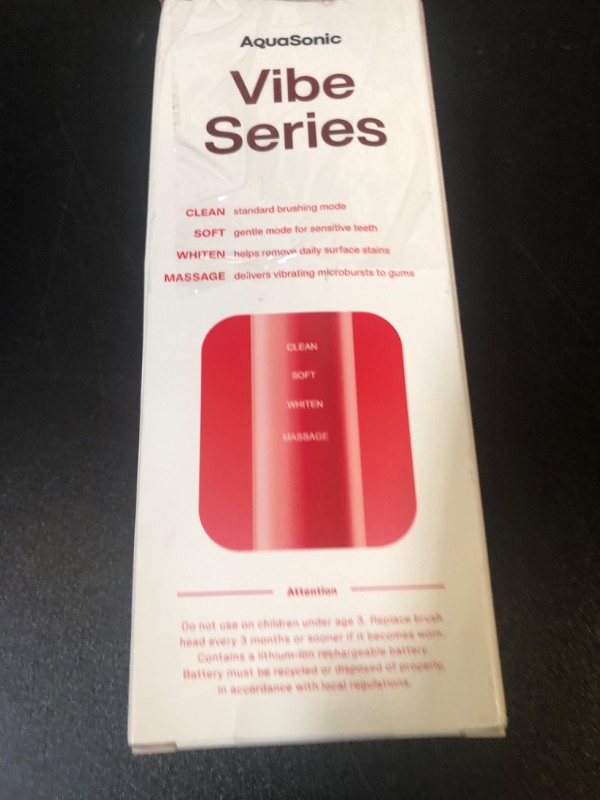 AquaSonic
Vibe
Series
CLEAN standard brushing mode
SOFT gentle mode for sensitive teeth
WHITEN helps remove daily surface stains
MASSAGE delivers vibrating microbursts to gums
CLEAN
SOFT
WHITEN
MASSAGE
Attention
Do not use on children under age 3. Replace brush
head every 3 months or sooner if it becomes worn.
Contains a lithium-ion rechargeable battery.
Battery must be recycled or disposed of properly,
in accordance with local regulations.